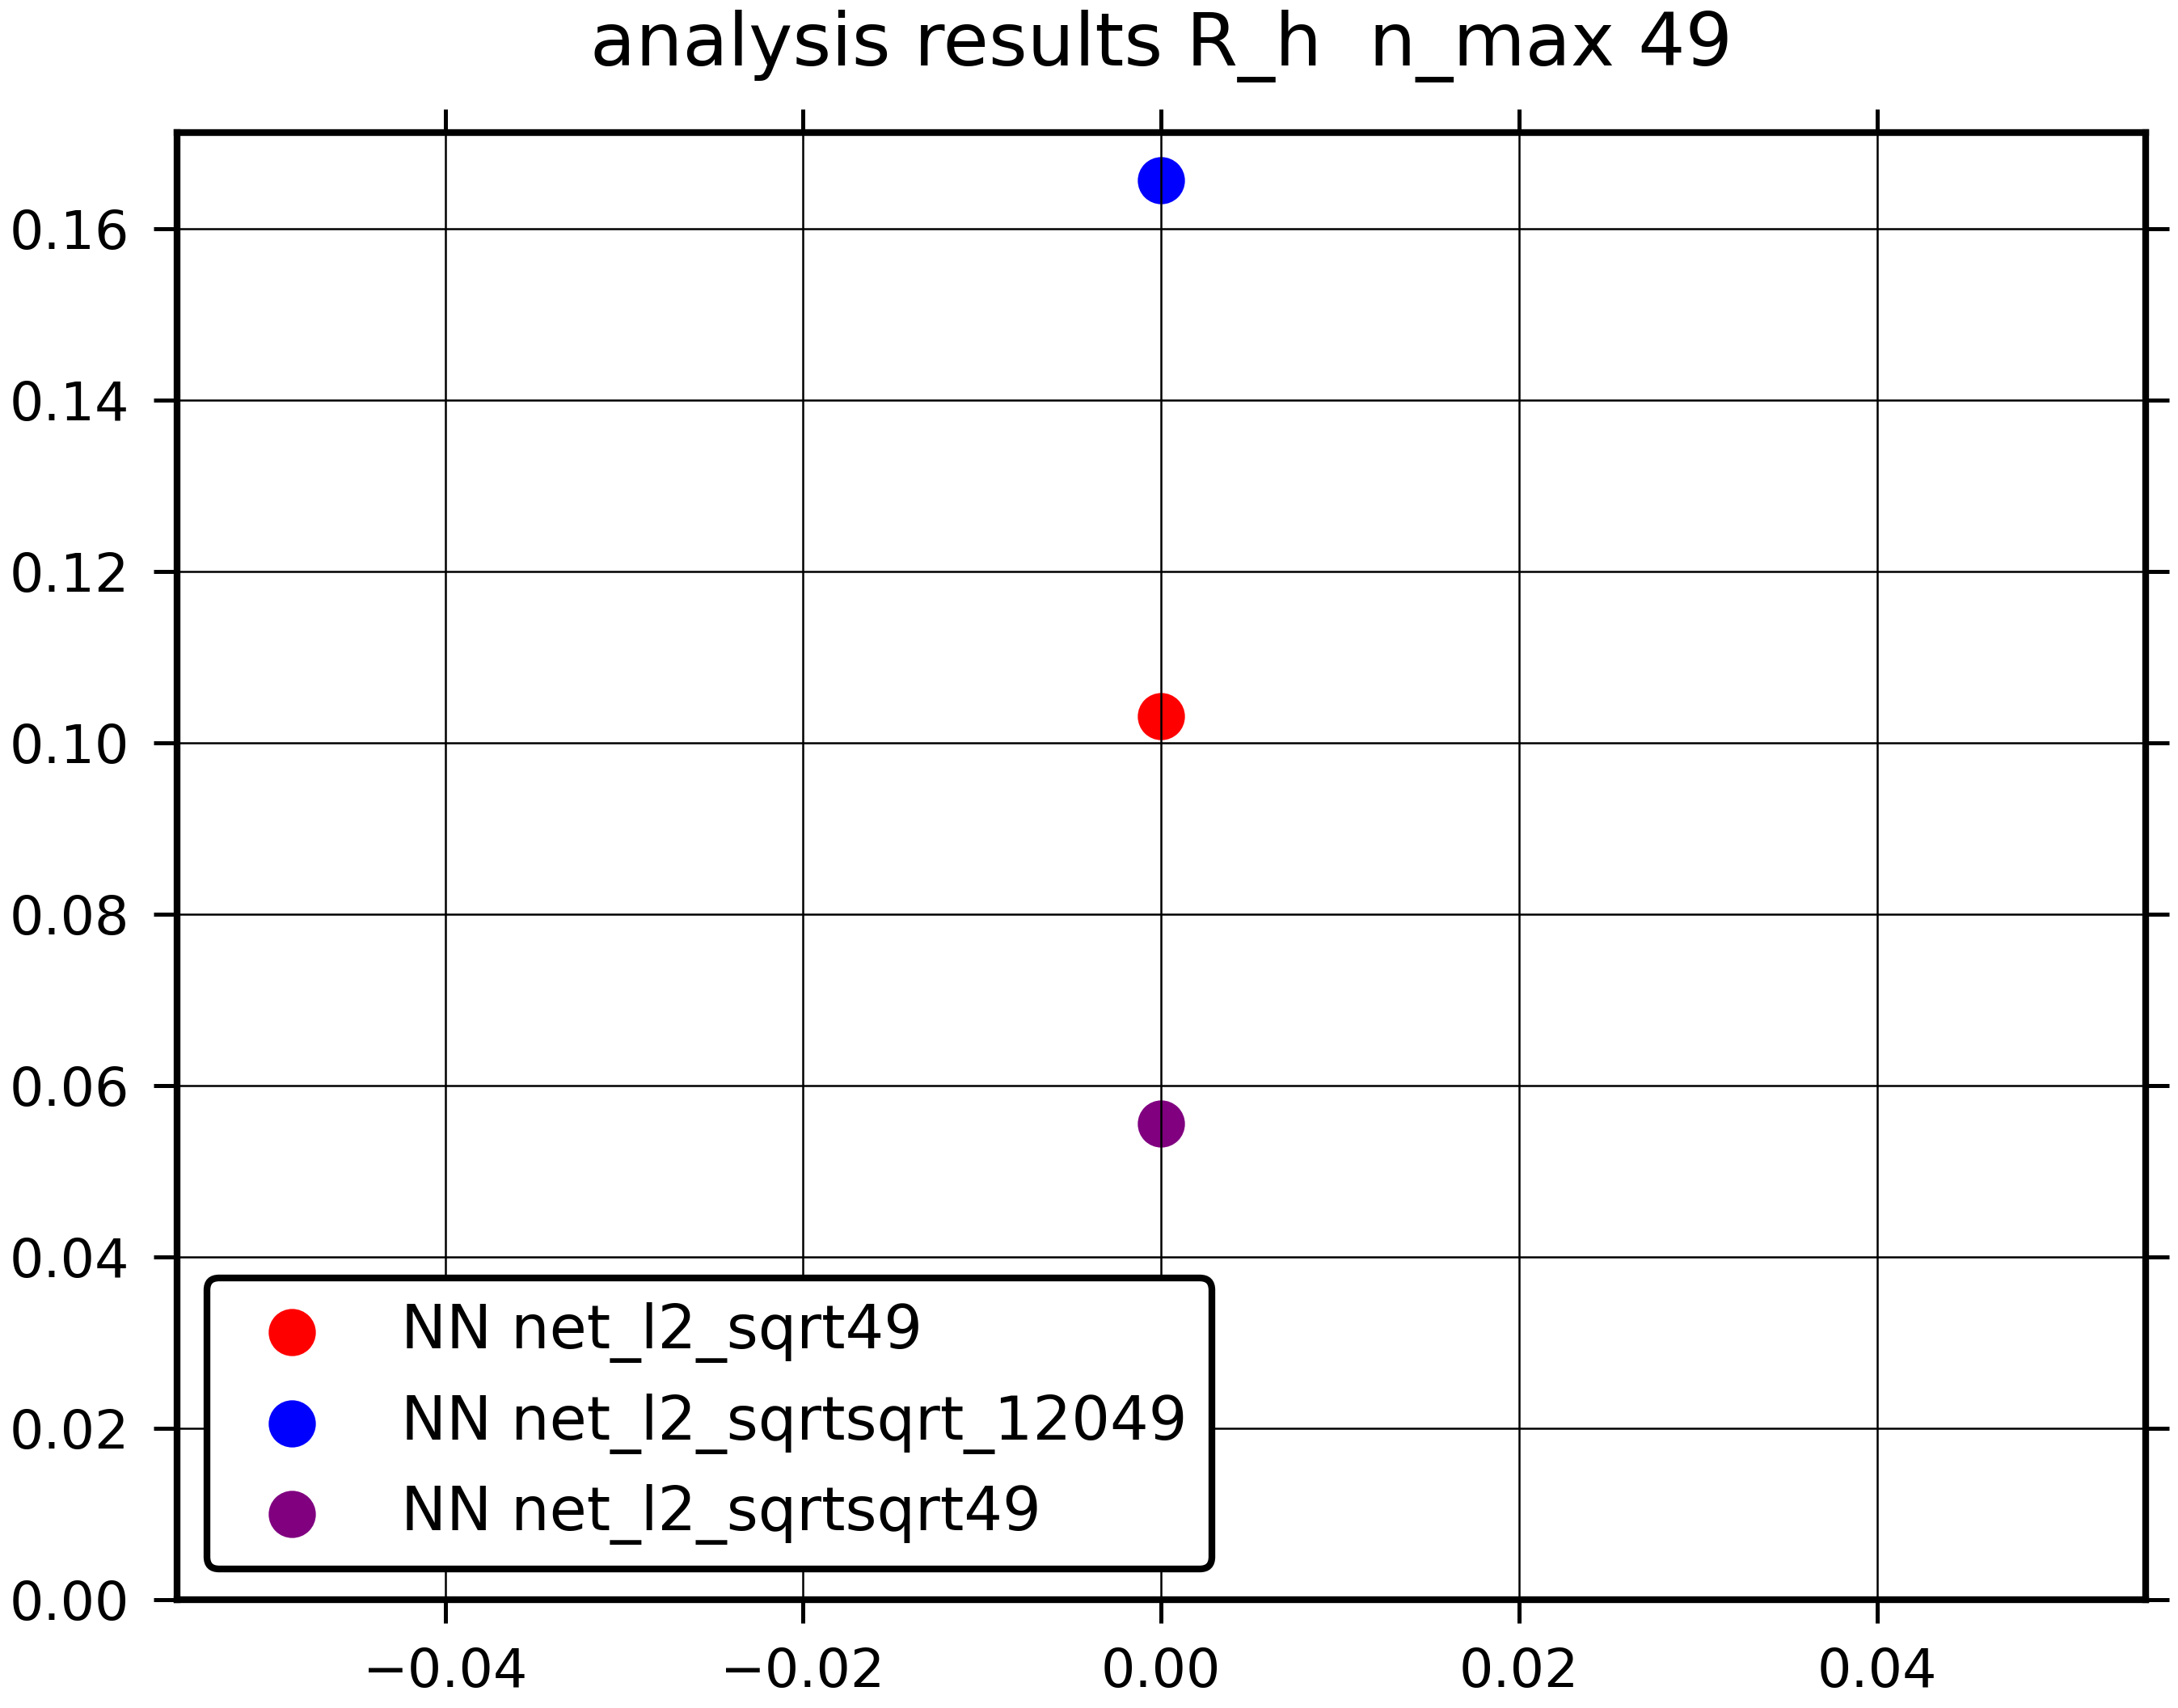 analysis results R_h  n_max 49
0.16
0.14
0.12
0.10
0.08
0.06
0.04
0.02
0.00
NN net_l2_sqrt49
NN net_l2_sqrtsqrt_12049
NN net_l2_sqrtsqrt49
−0.04 −0.02 0.00 0.02 0.04